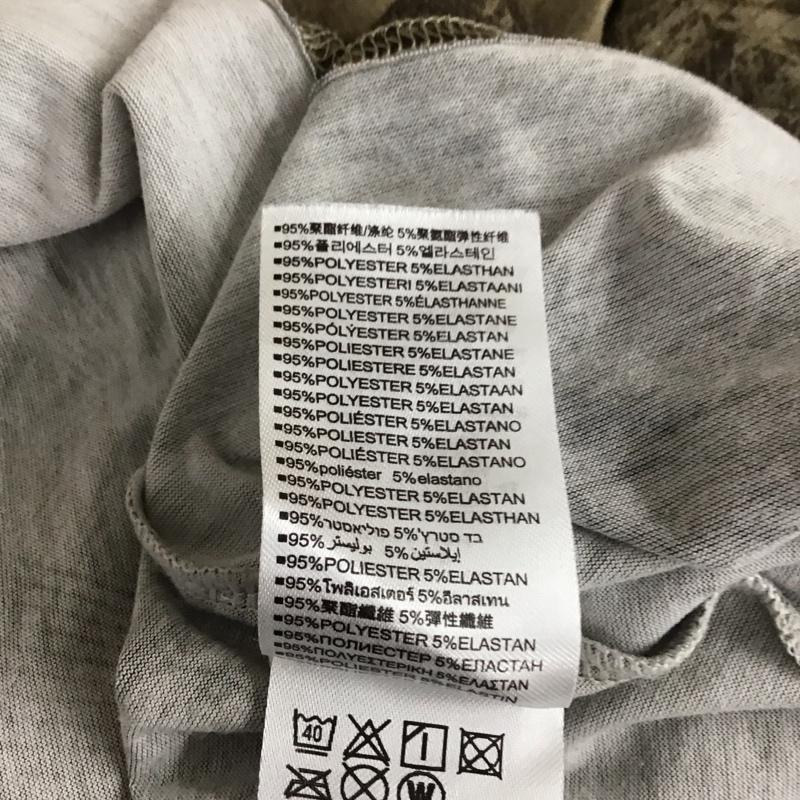 ■95%聚酯纤维/涤纶 5%聚氨酯弹性纤维
■95%폴리에스터 5%엘라스테인
■95%POLYESTER 5%ELASTHAN
■95%POLYESTERI 5%ELASTAANI
■95%POLYESTER 5%ÉLASTHANNE
■95%POLYESTER 5%ELASTANE
■95%PÓLÝESTER 5%ELASTAN
■95%POLIESTER 5%ELASTANE
■95%POLIESTERE 5%ELASTAN
■95%POLYESTER 5%ELASTAAN
■95%POLYESTER 5%ELASTAN
■95%POLIÉSTER 5%ELASTANO
■95%POLIESTER 5%ELASTAN
■95%POLIÉSTER 5%ELASTANO
■95%poliéster 5%elastano
■95%POLYESTER 5%ELASTAN
■95%POLYESTER 5%ELASTHAN
■95%פוליאסטר 5%בד סטרץ'
■95%بوليستر 5%إيلاستين
■95%POLIESTER 5%ELASTAN
■95%โพลิเอสเตอร์ 5%อีลาสเทน
■95%聚酯纖維 5%彈性纖維
■95%POLYESTER 5%ELASTAN
■95%ПОЛИЕСТЕР 5%ЕЛАСТАН
■95%ΠΟΛΥΕΣΤΕΡΙΚΗ 5%ΕΛΑΣΤΑΝ
■95%POLIESTER 5%ELASTIN
40
W